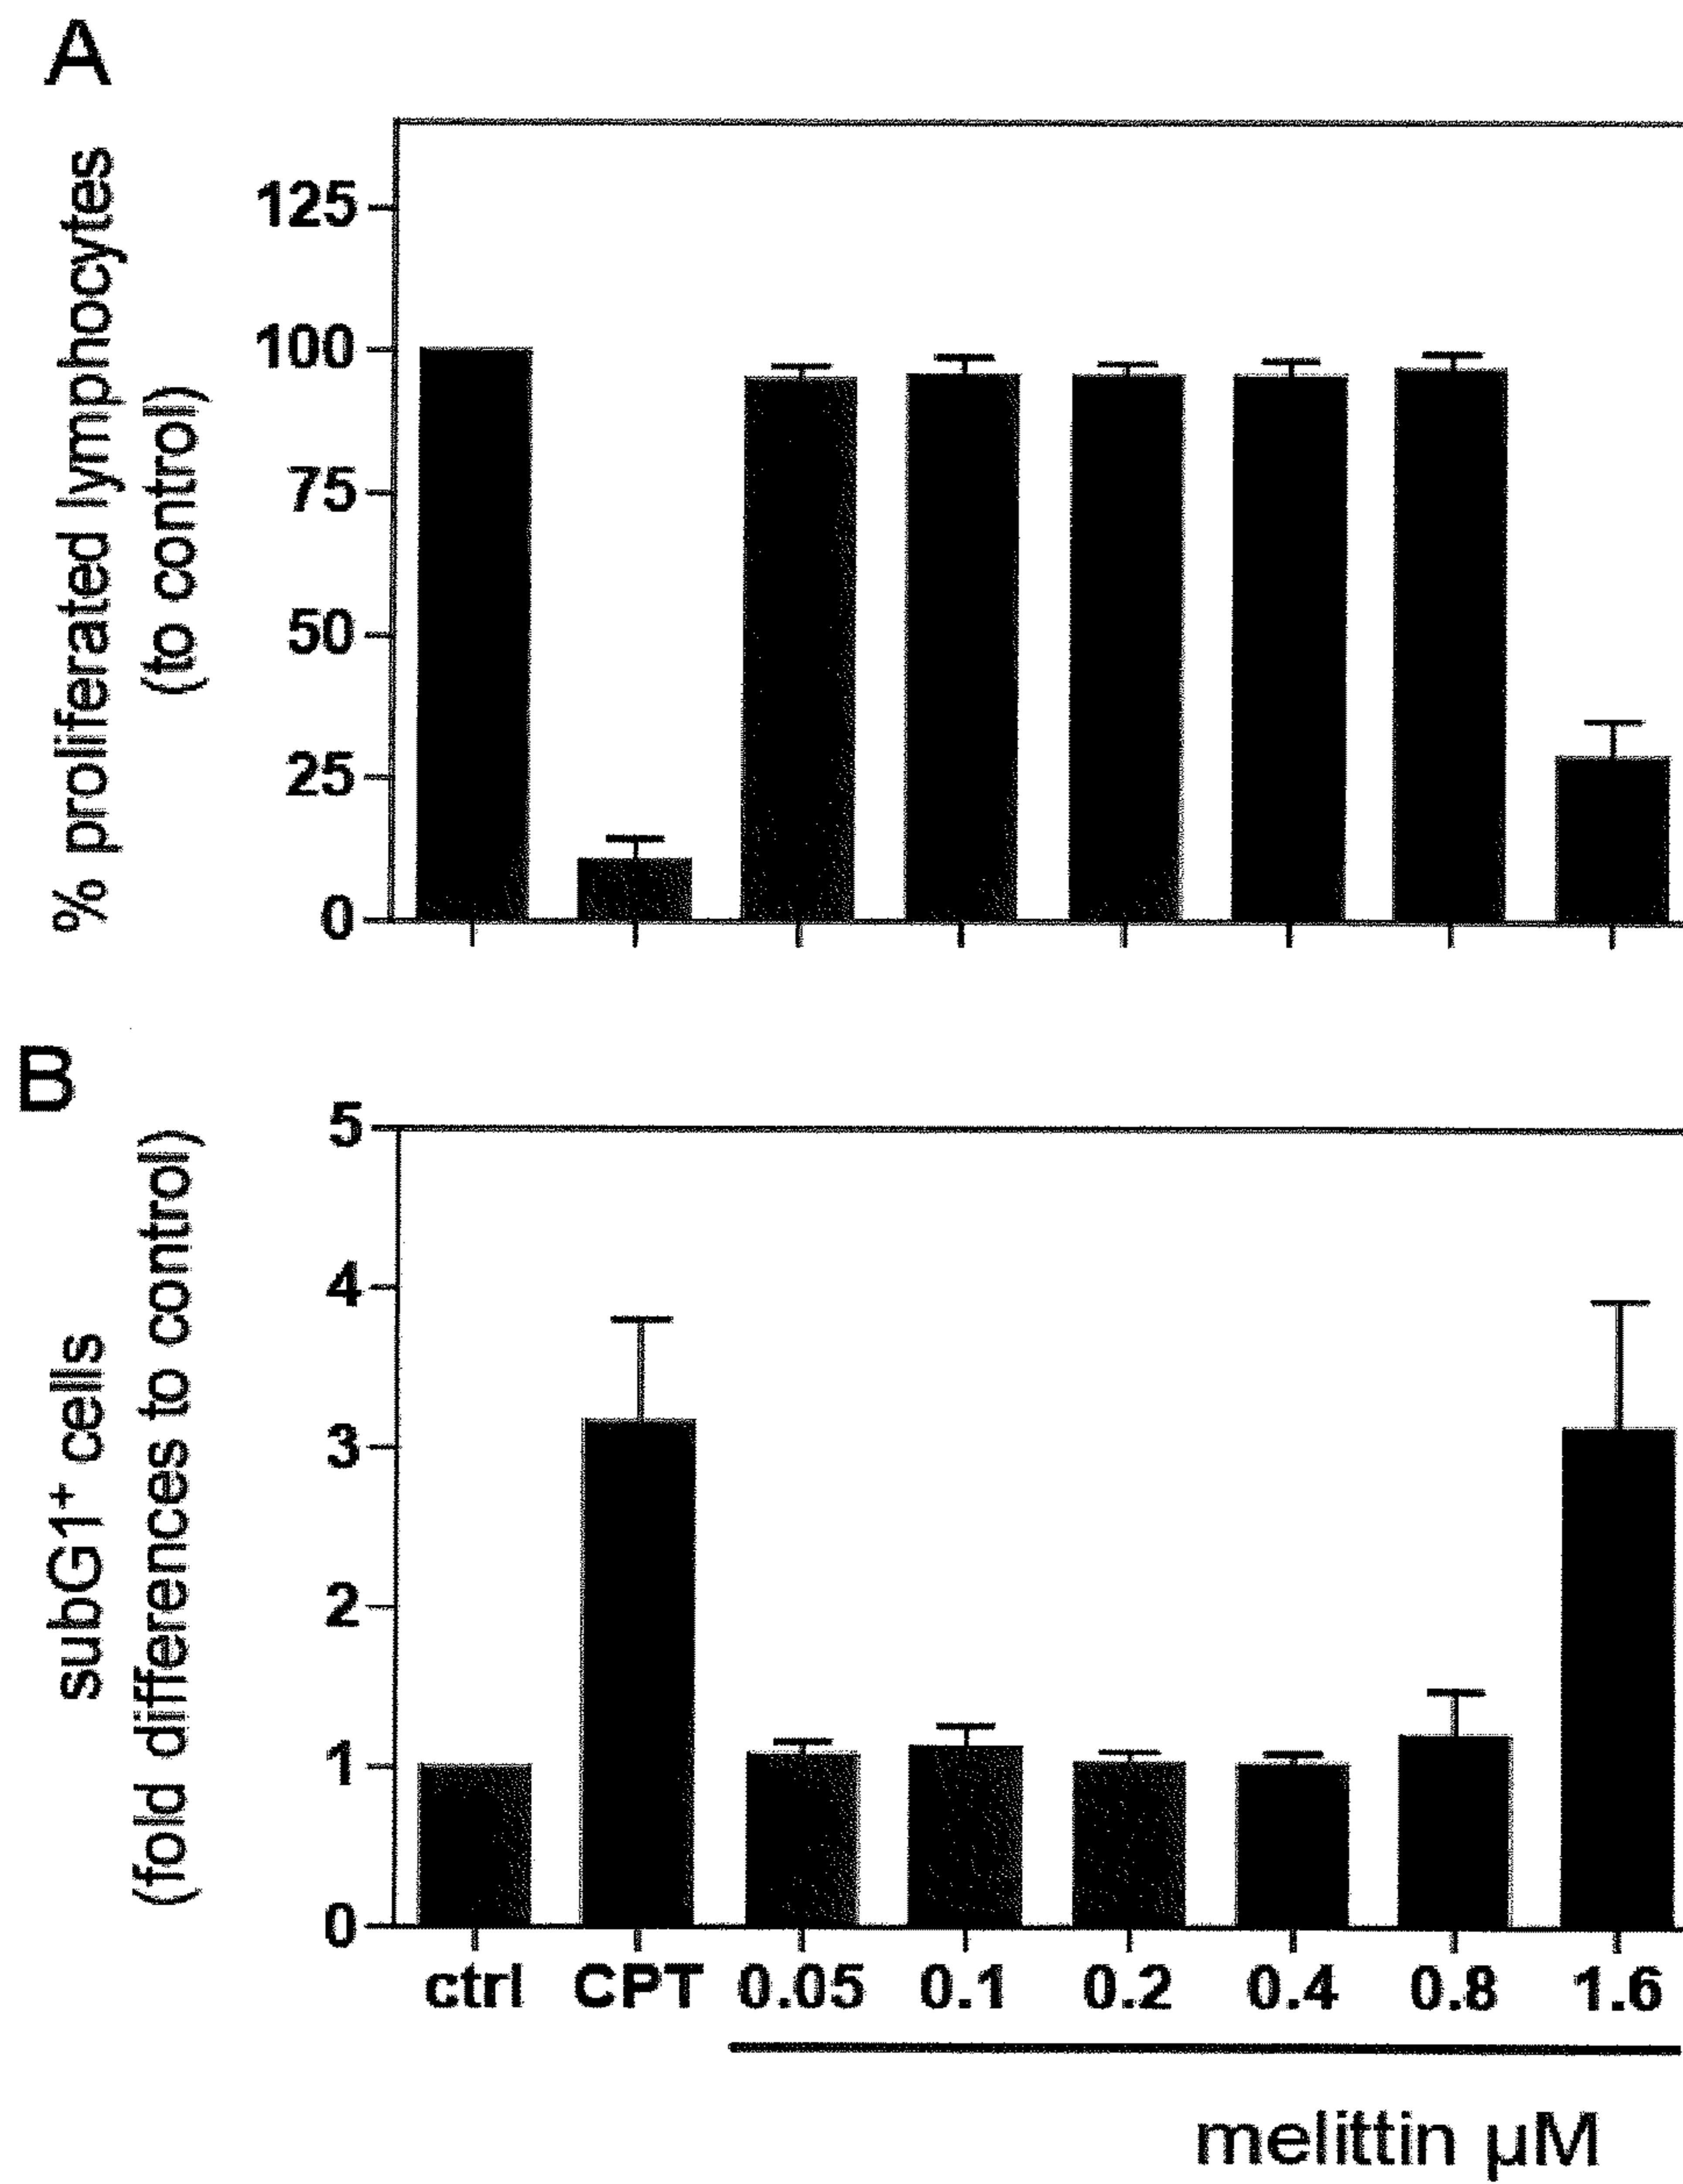 A
% proliferated lymphocytes
(to control)
125
100
75
50
25
0
B
subG1⁺ cells
(fold differences to control)
5
4
3
2
1
0
ctrl CPT 0.05 0.1 0.2 0.4 0.8 1.6
melittin µM